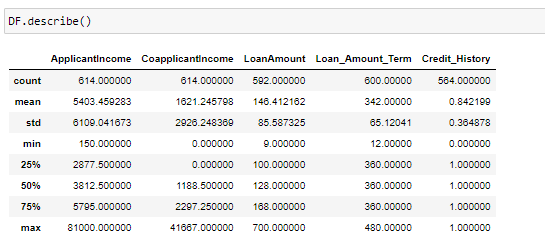 DF.describe()
ApplicantIncome CoapplicantIncome LoanAmount Loan_Amount_Term Credit_History
count 614.000000 614.000000 592.000000 600.00000 564.000000
mean 5403.459283 1621.245798 146.412162 342.00000 0.842199
std 6109.041673 2926.248369 85.587325 65.12041 0.364878
min 150.000000 0.000000 9.000000 12.00000 0.000000
25% 2877.500000 0.000000 100.000000 360.00000 1.000000
50% 3812.500000 1188.500000 128.000000 360.00000 1.000000
75% 5795.000000 2297.250000 168.000000 360.00000 1.000000
max 81000.000000 41667.000000 700.000000 480.00000 1.000000